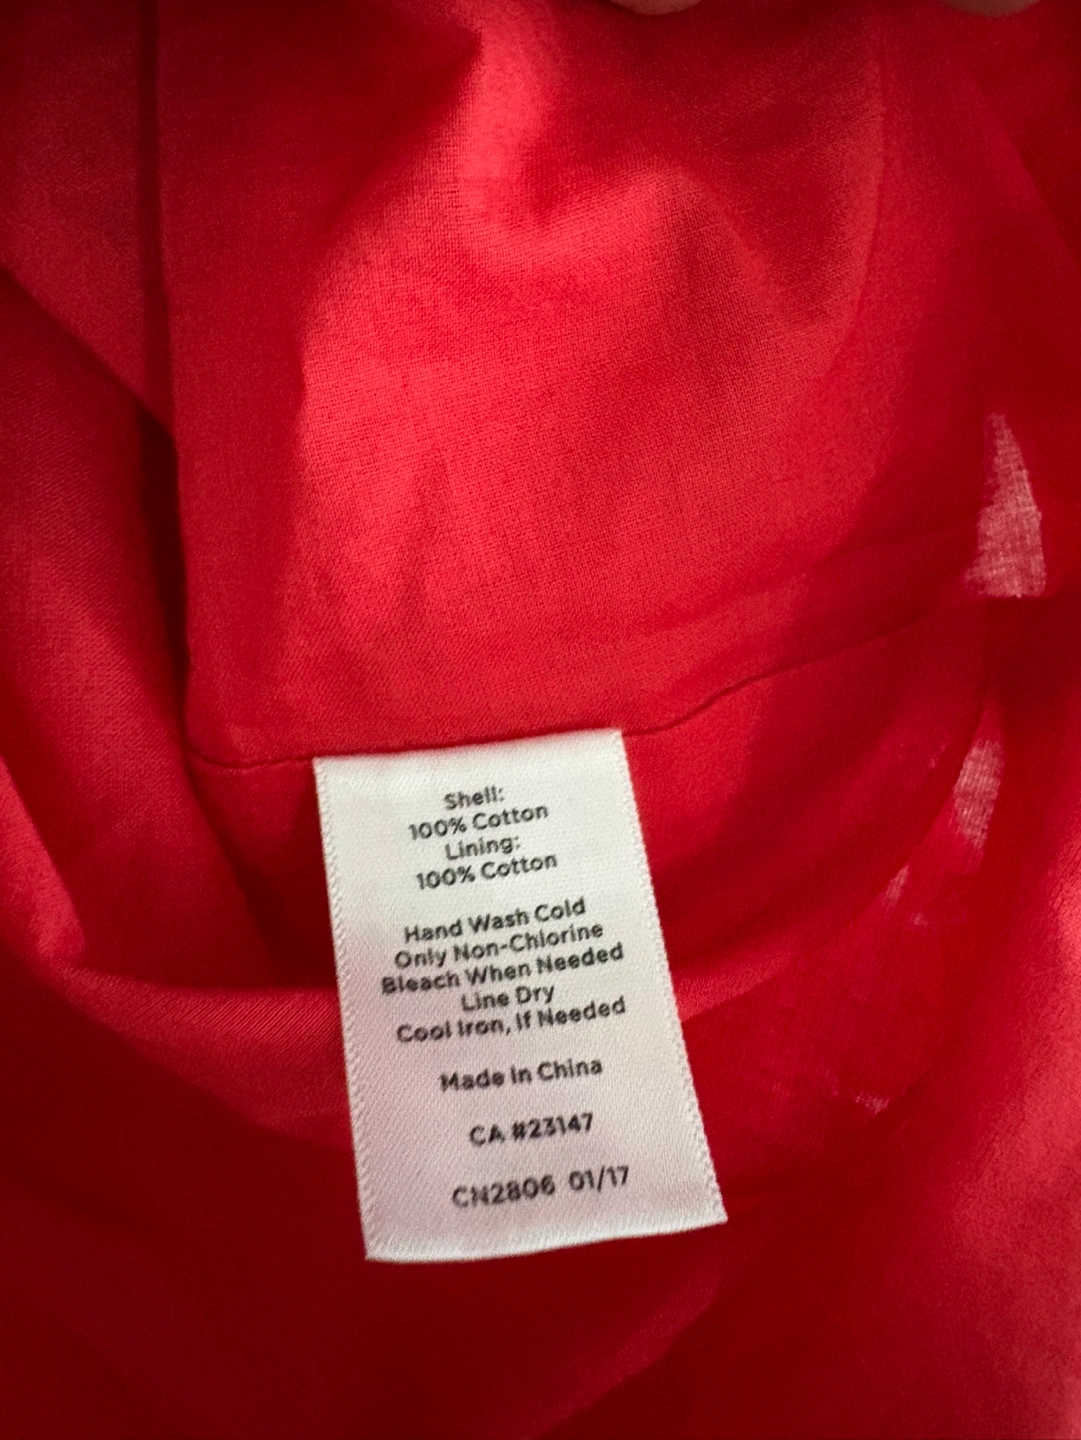 Shell:
100% Cotton
Lining:
100% Cotton
Hand Wash Cold
Only Non-Chlorine
Bleach When Needed
Line Dry
Cool Iron, If Needed
Made In China
CA #23147
CN2806 01/17